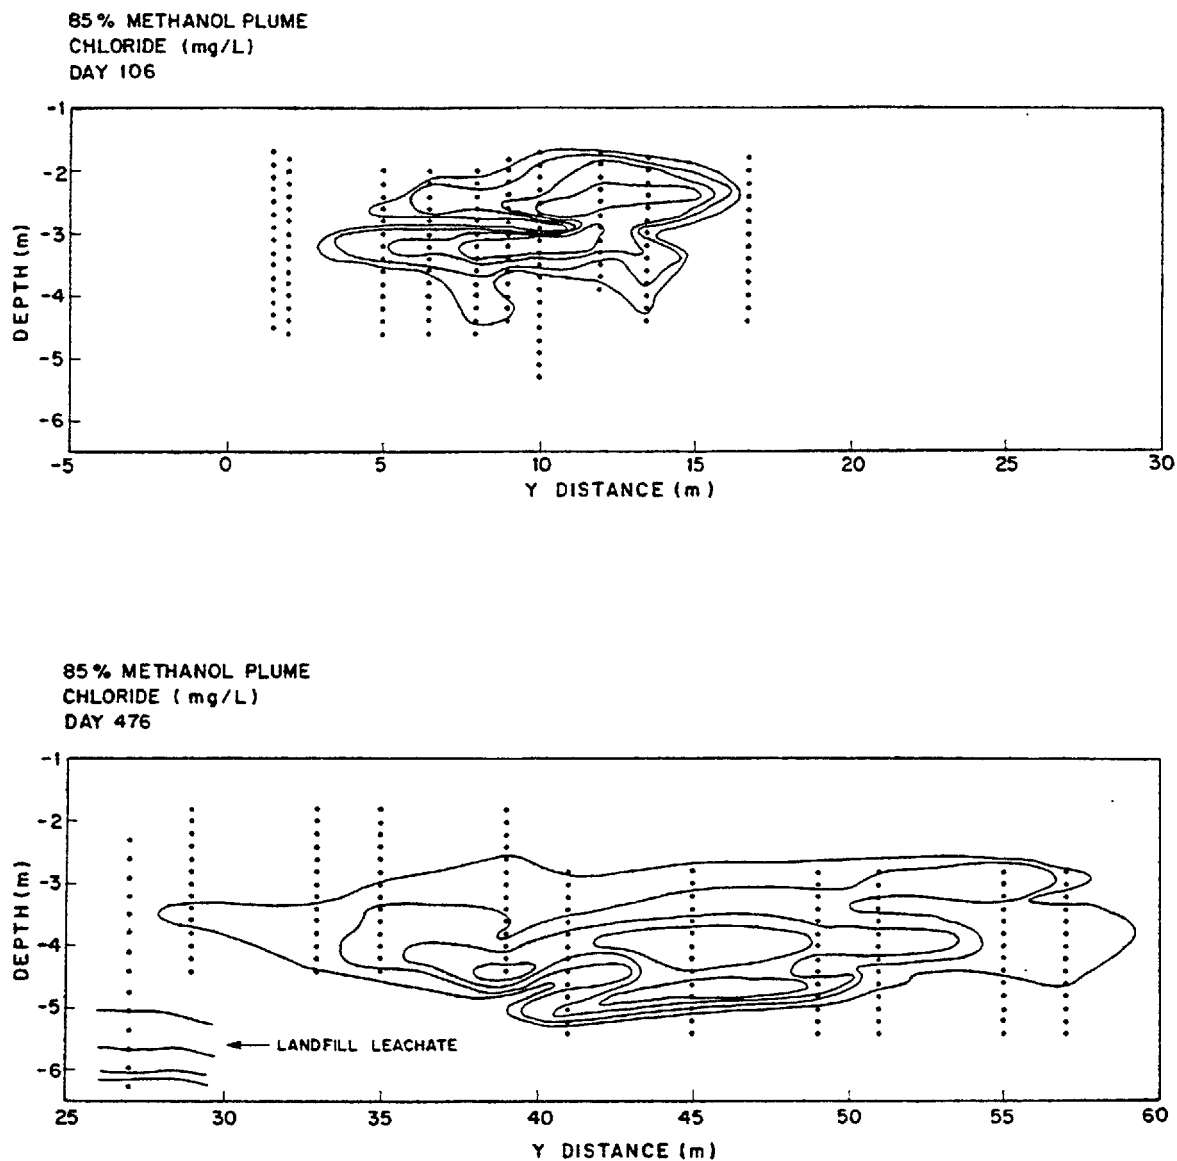 85% METHANOL PLUME
CHLORIDE (mg/L)
DAY 106
-1
-2
-3
-4
-5
-6
DEPTH (m)
-5 0 5 10 15 20 25 30
Y DISTANCE (m)
85% METHANOL PLUME
CHLORIDE (mg/L)
DAY 476
-1
-2
-3
-4
-5
-6
DEPTH (m)
LANDFILL LEACHATE
25 30 35 40 45 50 55 60
Y DISTANCE (m)